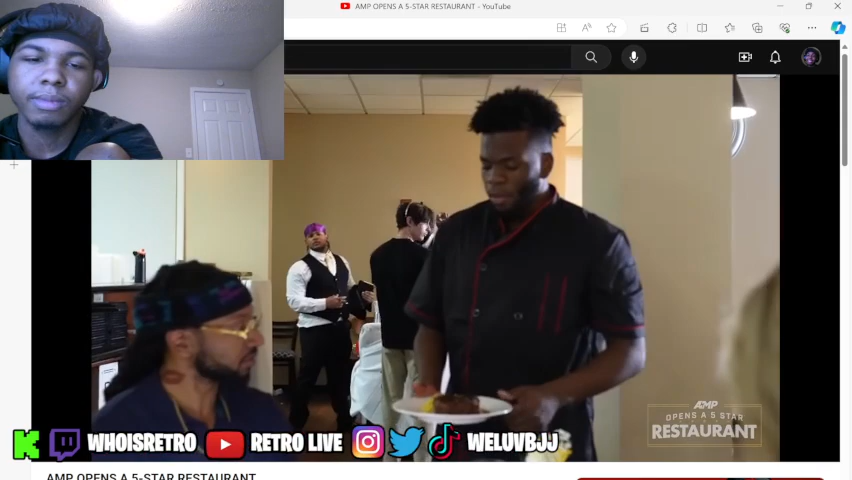 AMP OPENS A 5-STAR RESTAURANT - YouTube
AMP
OPENS A 5 STAR
RESTAURANT
WHOISRETRO
RETRO LIVE
WELUVBJJ
AMP OPENS A 5-STAR RESTAURANT